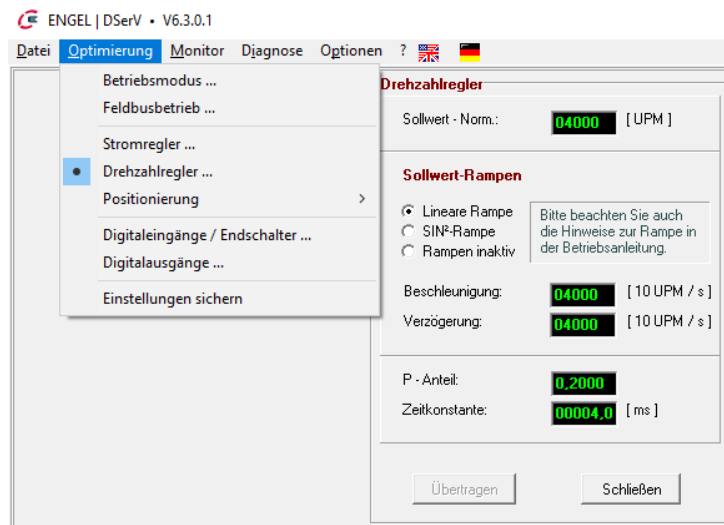 ENGEL | DSerV • V6.3.0.1
Datei Optimierung Monitor Djagnose Optionen ?
Betriebsmodus ...
Feldbusbetrieb ...
Stromregler ...
Drehzahlregler ...
Positionierung
Digitaleingänge / Endschalter ...
Digitalausgänge ...
Einstellungen sichern
Drehzahlregler
Sollwert - Norm.: 04000 [ UPM ]
Sollwert-Rampen
Lineare Rampe
SIN²-Rampe
Rampen inaktiv
Bitte beachten Sie auch
die Hinweise zur Rampe in
der Betriebsanleitung.
Beschleunigung: 04000 [ 10 UPM / s ]
Verzögerung: 04000 [ 10 UPM / s ]
P - Anteil: 0,2000
Zeitkonstante: 00004,0 [ ms ]
Übertragen Schließen